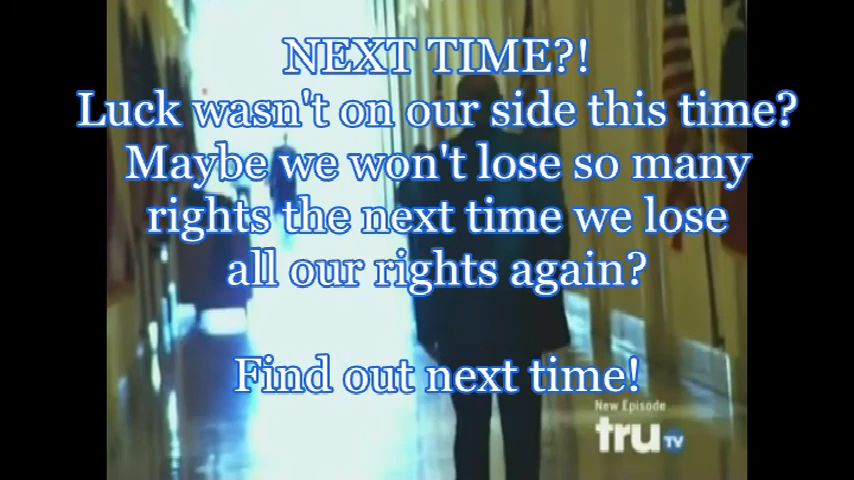 NEXT TIME?!
Luck wasn't on our side this time?
Maybe we won't lose so many
rights the next time we lose
all our rights again?
Find out next time!
New Episode
truTV